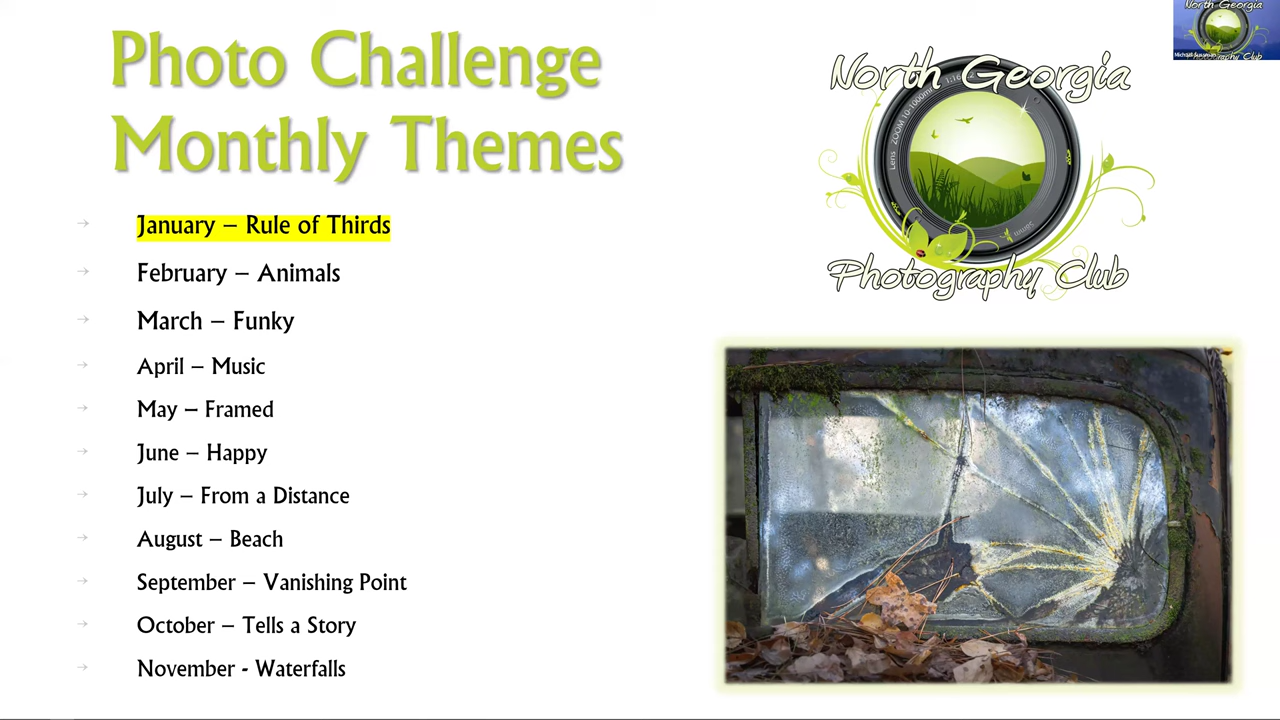 Photo Challenge
Monthly Themes
January – Rule of Thirds
February – Animals
March – Funky
April – Music
May – Framed
June – Happy
July – From a Distance
August – Beach
September – Vanishing Point
October – Tells a Story
November - Waterfalls
North Georgia
Photography Club
North Georgia
Photography Club